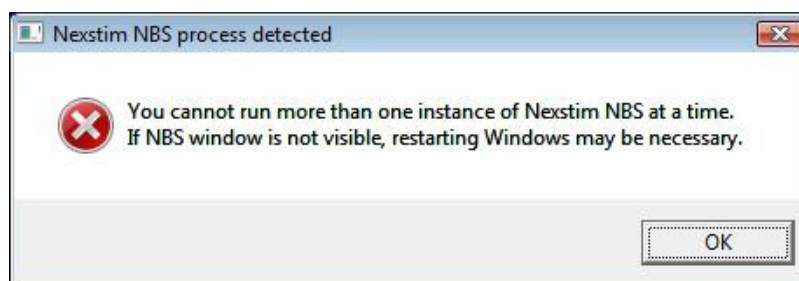 Nexstim NBS process detected
You cannot run more than one instance of Nexstim NBS at a time.
If NBS window is not visible, restarting Windows may be necessary.
OK